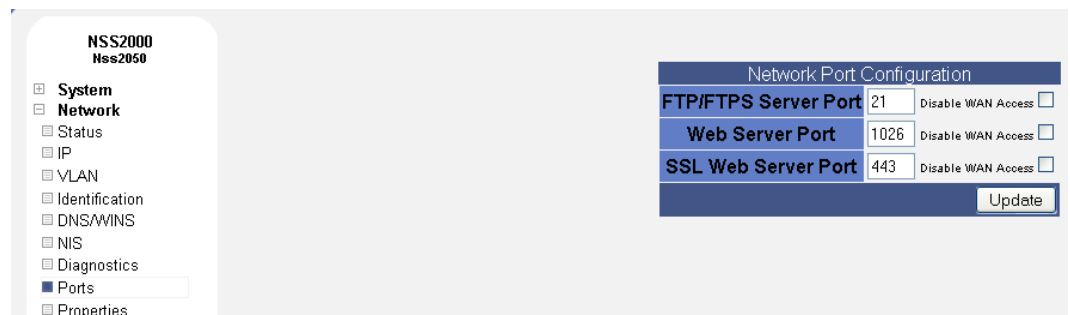 NSS2000
Nss2050
System
Network
Status
IP
VLAN
Identification
DNS/WINS
NIS
Diagnostics
Ports
Properties
Network Port Configuration
FTP/FTPS Server Port 21 Disable WAN Access
Web Server Port 1026 Disable WAN Access
SSL Web Server Port 443 Disable WAN Access
Update